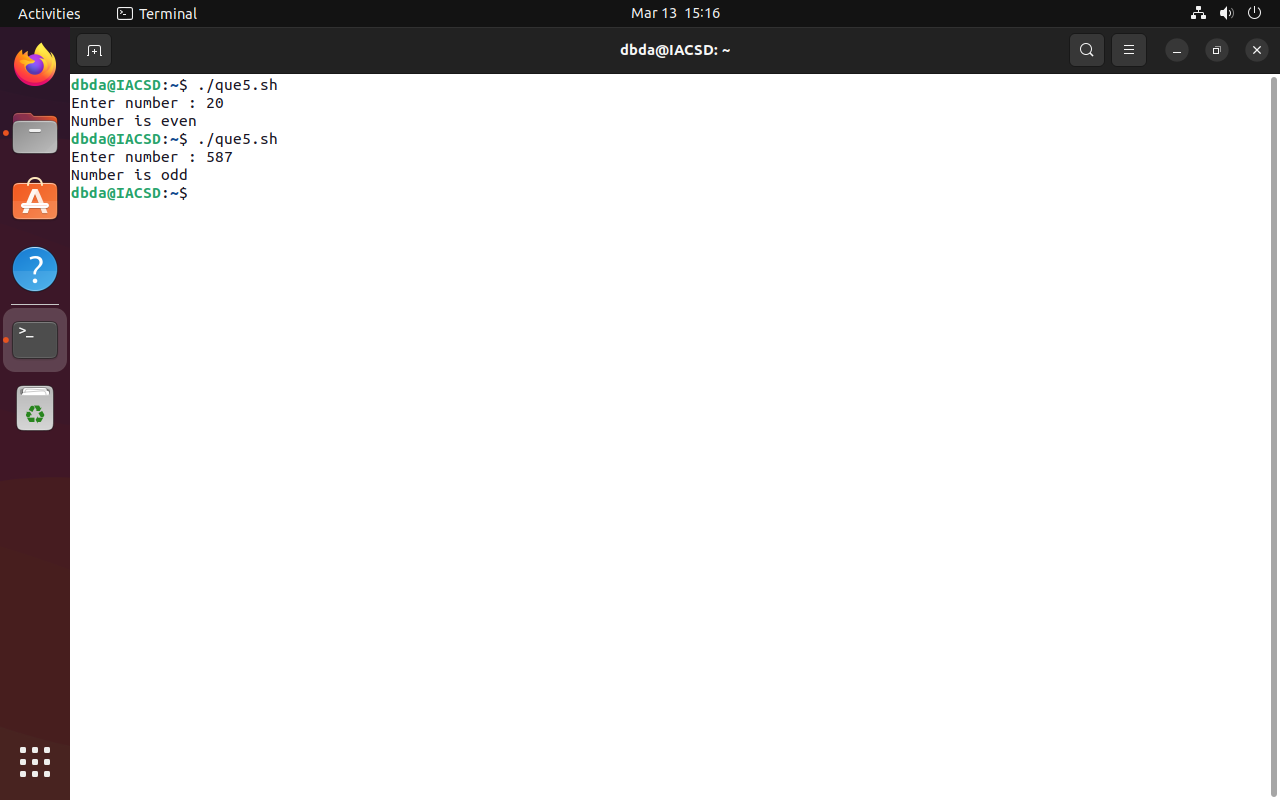 Activities
Terminal
Mar 13 15:16
dbda@IACSD: ~
dbda@IACSD:~$ ./que5.sh
Enter number : 20
Number is even
dbda@IACSD:~$ ./que5.sh
Enter number : 587
Number is odd
dbda@IACSD:~$